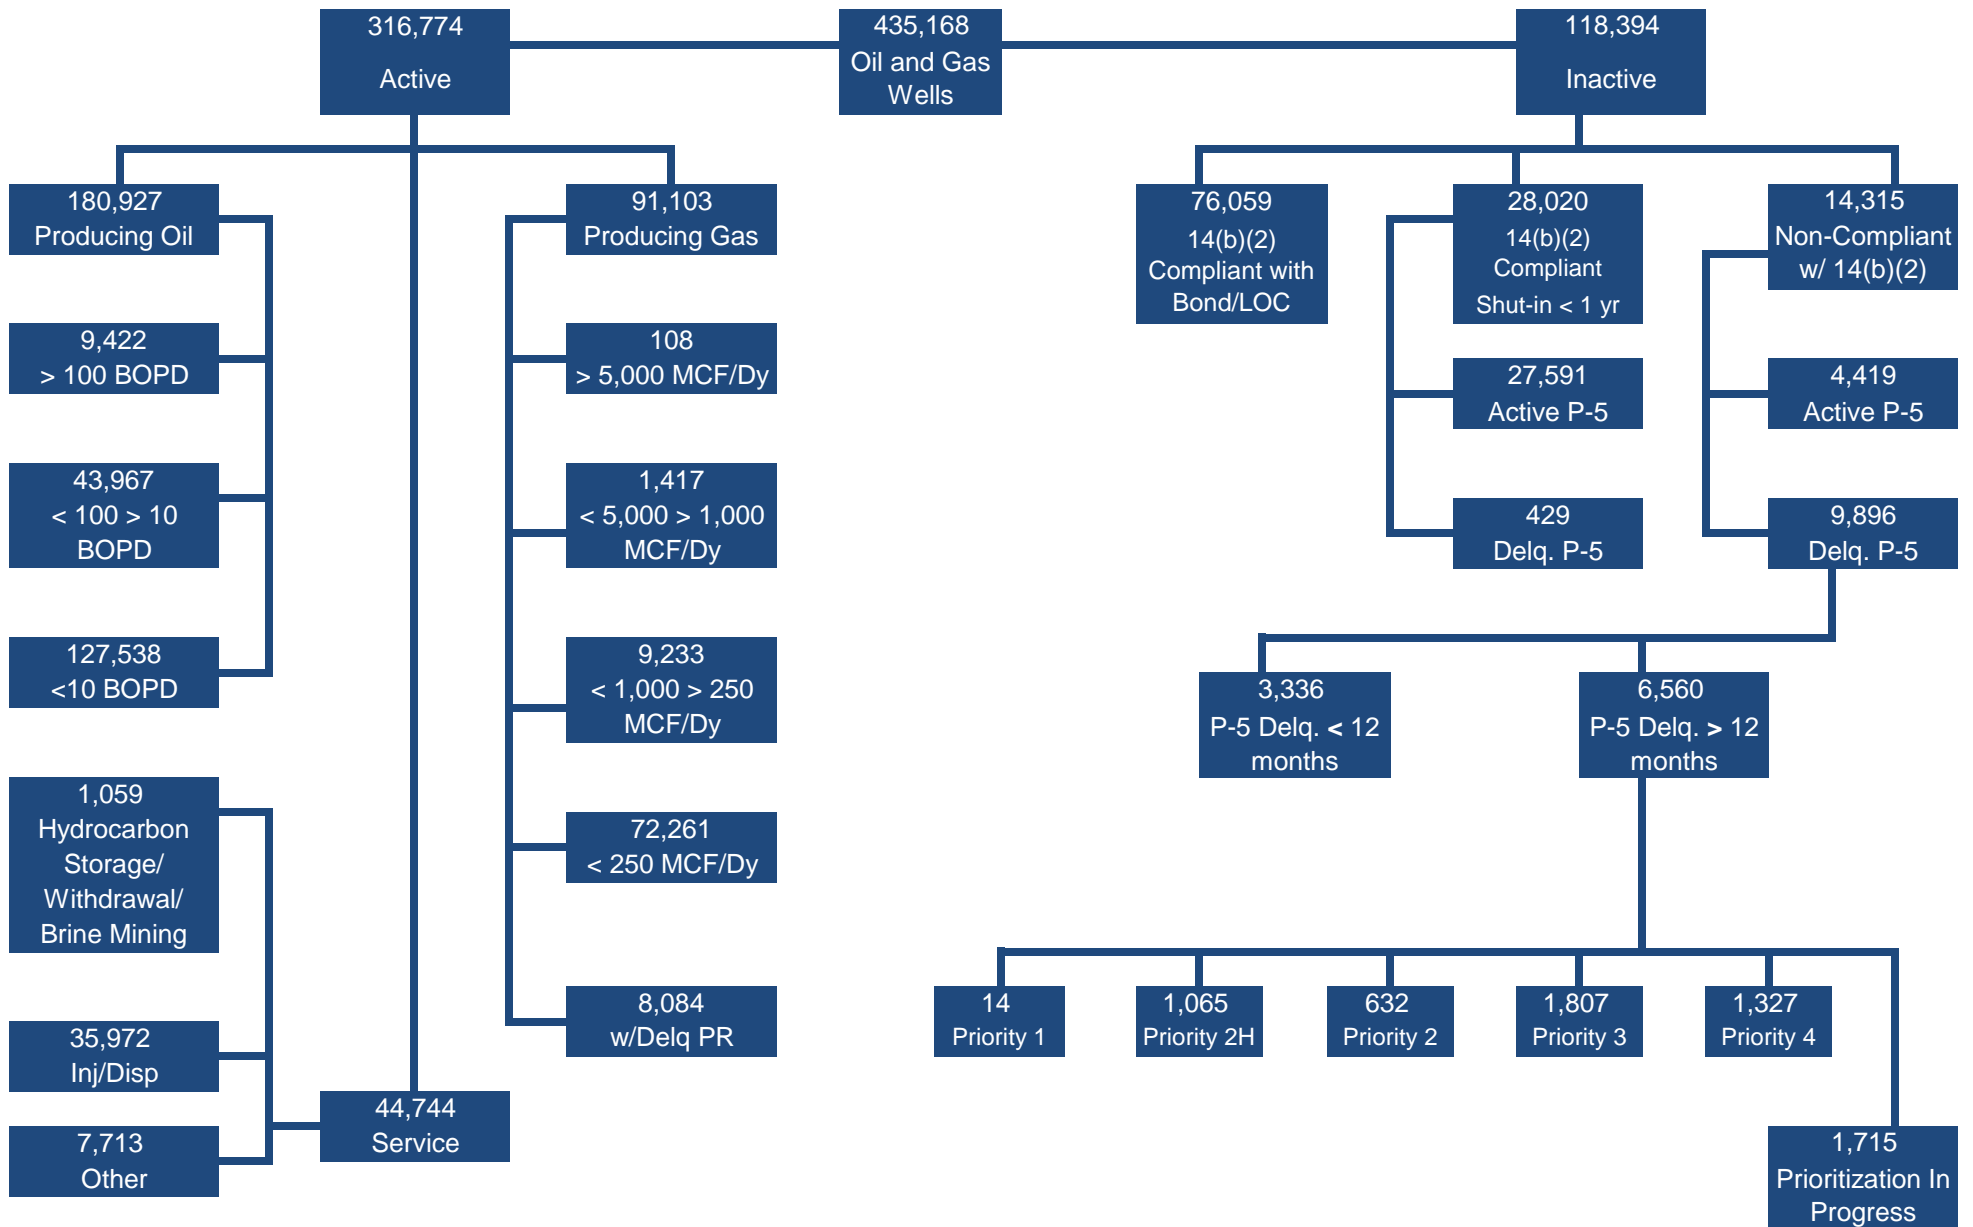 316,774
Active
435,168
Oil and Gas
Wells
118,394
Inactive
180,927
Producing Oil
9,422
> 100 BOPD
43,967
< 100 > 10
BOPD
127,538
<10 BOPD
1,059
Hydrocarbon
Storage/
Withdrawal/
Brine Mining
35,972
Inj/Disp
7,713
Other
44,744
Service
91,103
Producing Gas
108
> 5,000 MCF/Dy
1,417
< 5,000 > 1,000
MCF/Dy
9,233
< 1,000 > 250
MCF/Dy
72,261
< 250 MCF/Dy
8,084
w/Delq PR
76,059
14(b)(2)
Compliant with
Bond/LOC
28,020
14(b)(2)
Compliant
Shut-in < 1 yr
27,591
Active P-5
429
Delq. P-5
14,315
Non-Compliant
w/ 14(b)(2)
4,419
Active P-5
9,896
Delq. P-5
3,336
P-5 Delq. < 12
months
6,560
P-5 Delq. > 12
months
14
Priority 1
1,065
Priority 2H
632
Priority 2
1,807
Priority 3
1,327
Priority 4
1,715
Prioritization In
Progress